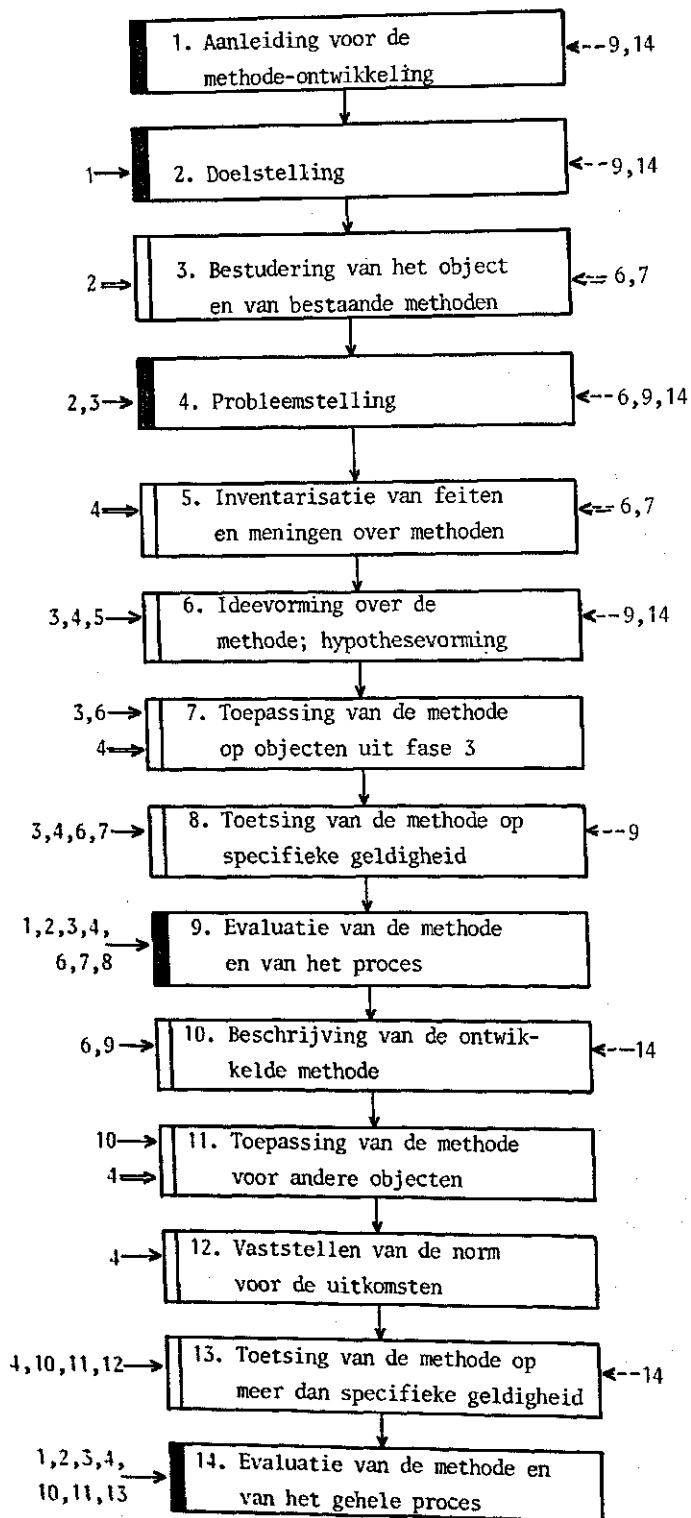 1. Aanleiding voor de
methode-ontwikkeling
9,14
1
2. Doelstelling
9,14
2
3. Bestudering van het object
en van bestaande methoden
6,7
2,3
4. Probleemstelling
6,9,14
4
5. Inventarisatie van feiten
en meningen over methoden
6,7
3,4,5
6. Ideevorming over de
methode; hypothesevorming
9,14
3,6
4
7. Toepassing van de methode
op objecten uit fase 3
3,4,6,7
8. Toetsing van de methode op
specifieke geldigheid
9
1,2,3,4,
6,7,8
9. Evaluatie van de methode
en van het proces
6,9
10. Beschrijving van de ontwik-
kelde methode
14
10
4
11. Toepassing van de methode
voor andere objecten
4
12. Vaststellen van de norm
voor de uitkomsten
4,10,11,12
13. Toetsing van de methode op
meer dan specifieke geldigheid
14
1,2,3,4,
10,11,13
14. Evaluatie van de methode en
van het gehele proces